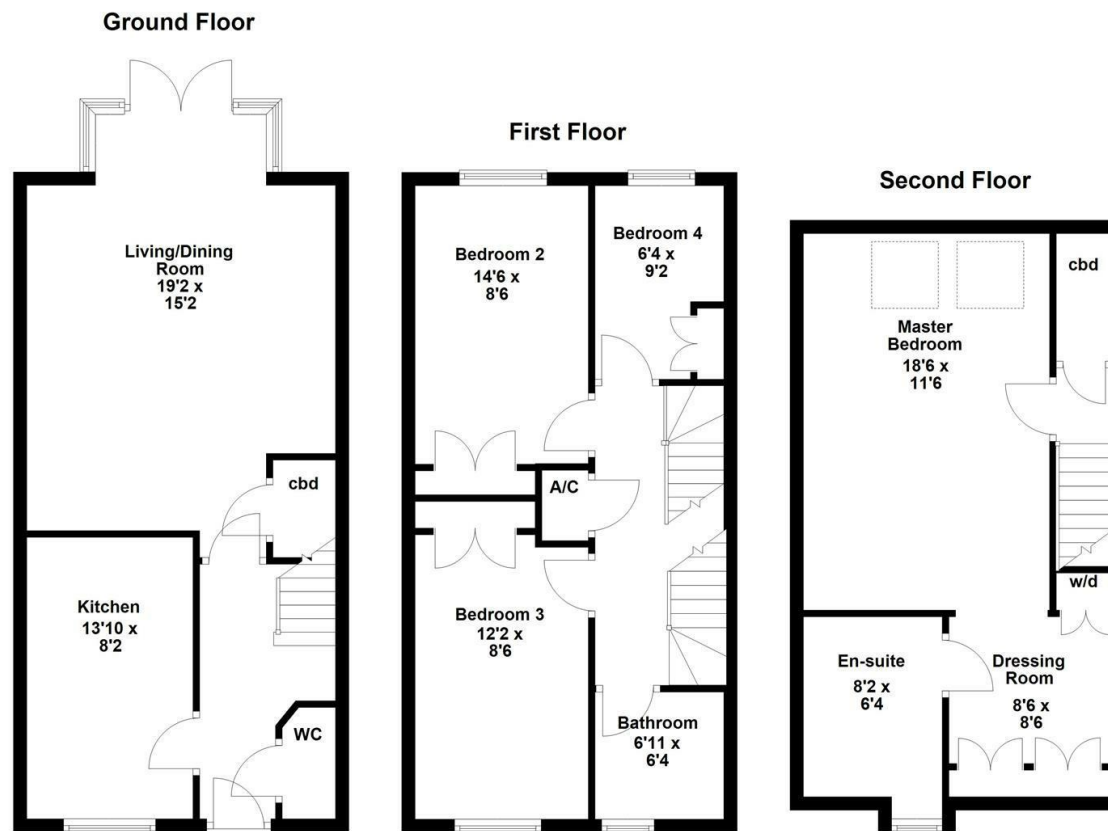 Ground Floor
Living/Dining
Room
19'2 x
15'2
cbd
Kitchen
13'10 x
8'2
WC
First Floor
Bedroom 2
14'6 x
8'6
Bedroom 4
6'4 x
9'2
A/C
Bedroom 3
12'2 x
8'6
Bathroom
6'11 x
6'4
Second Floor
cbd
Master
Bedroom
18'6 x
11'6
w/d
En-suite
8'2 x
6'4
Dressing
Room
8'6 x
8'6